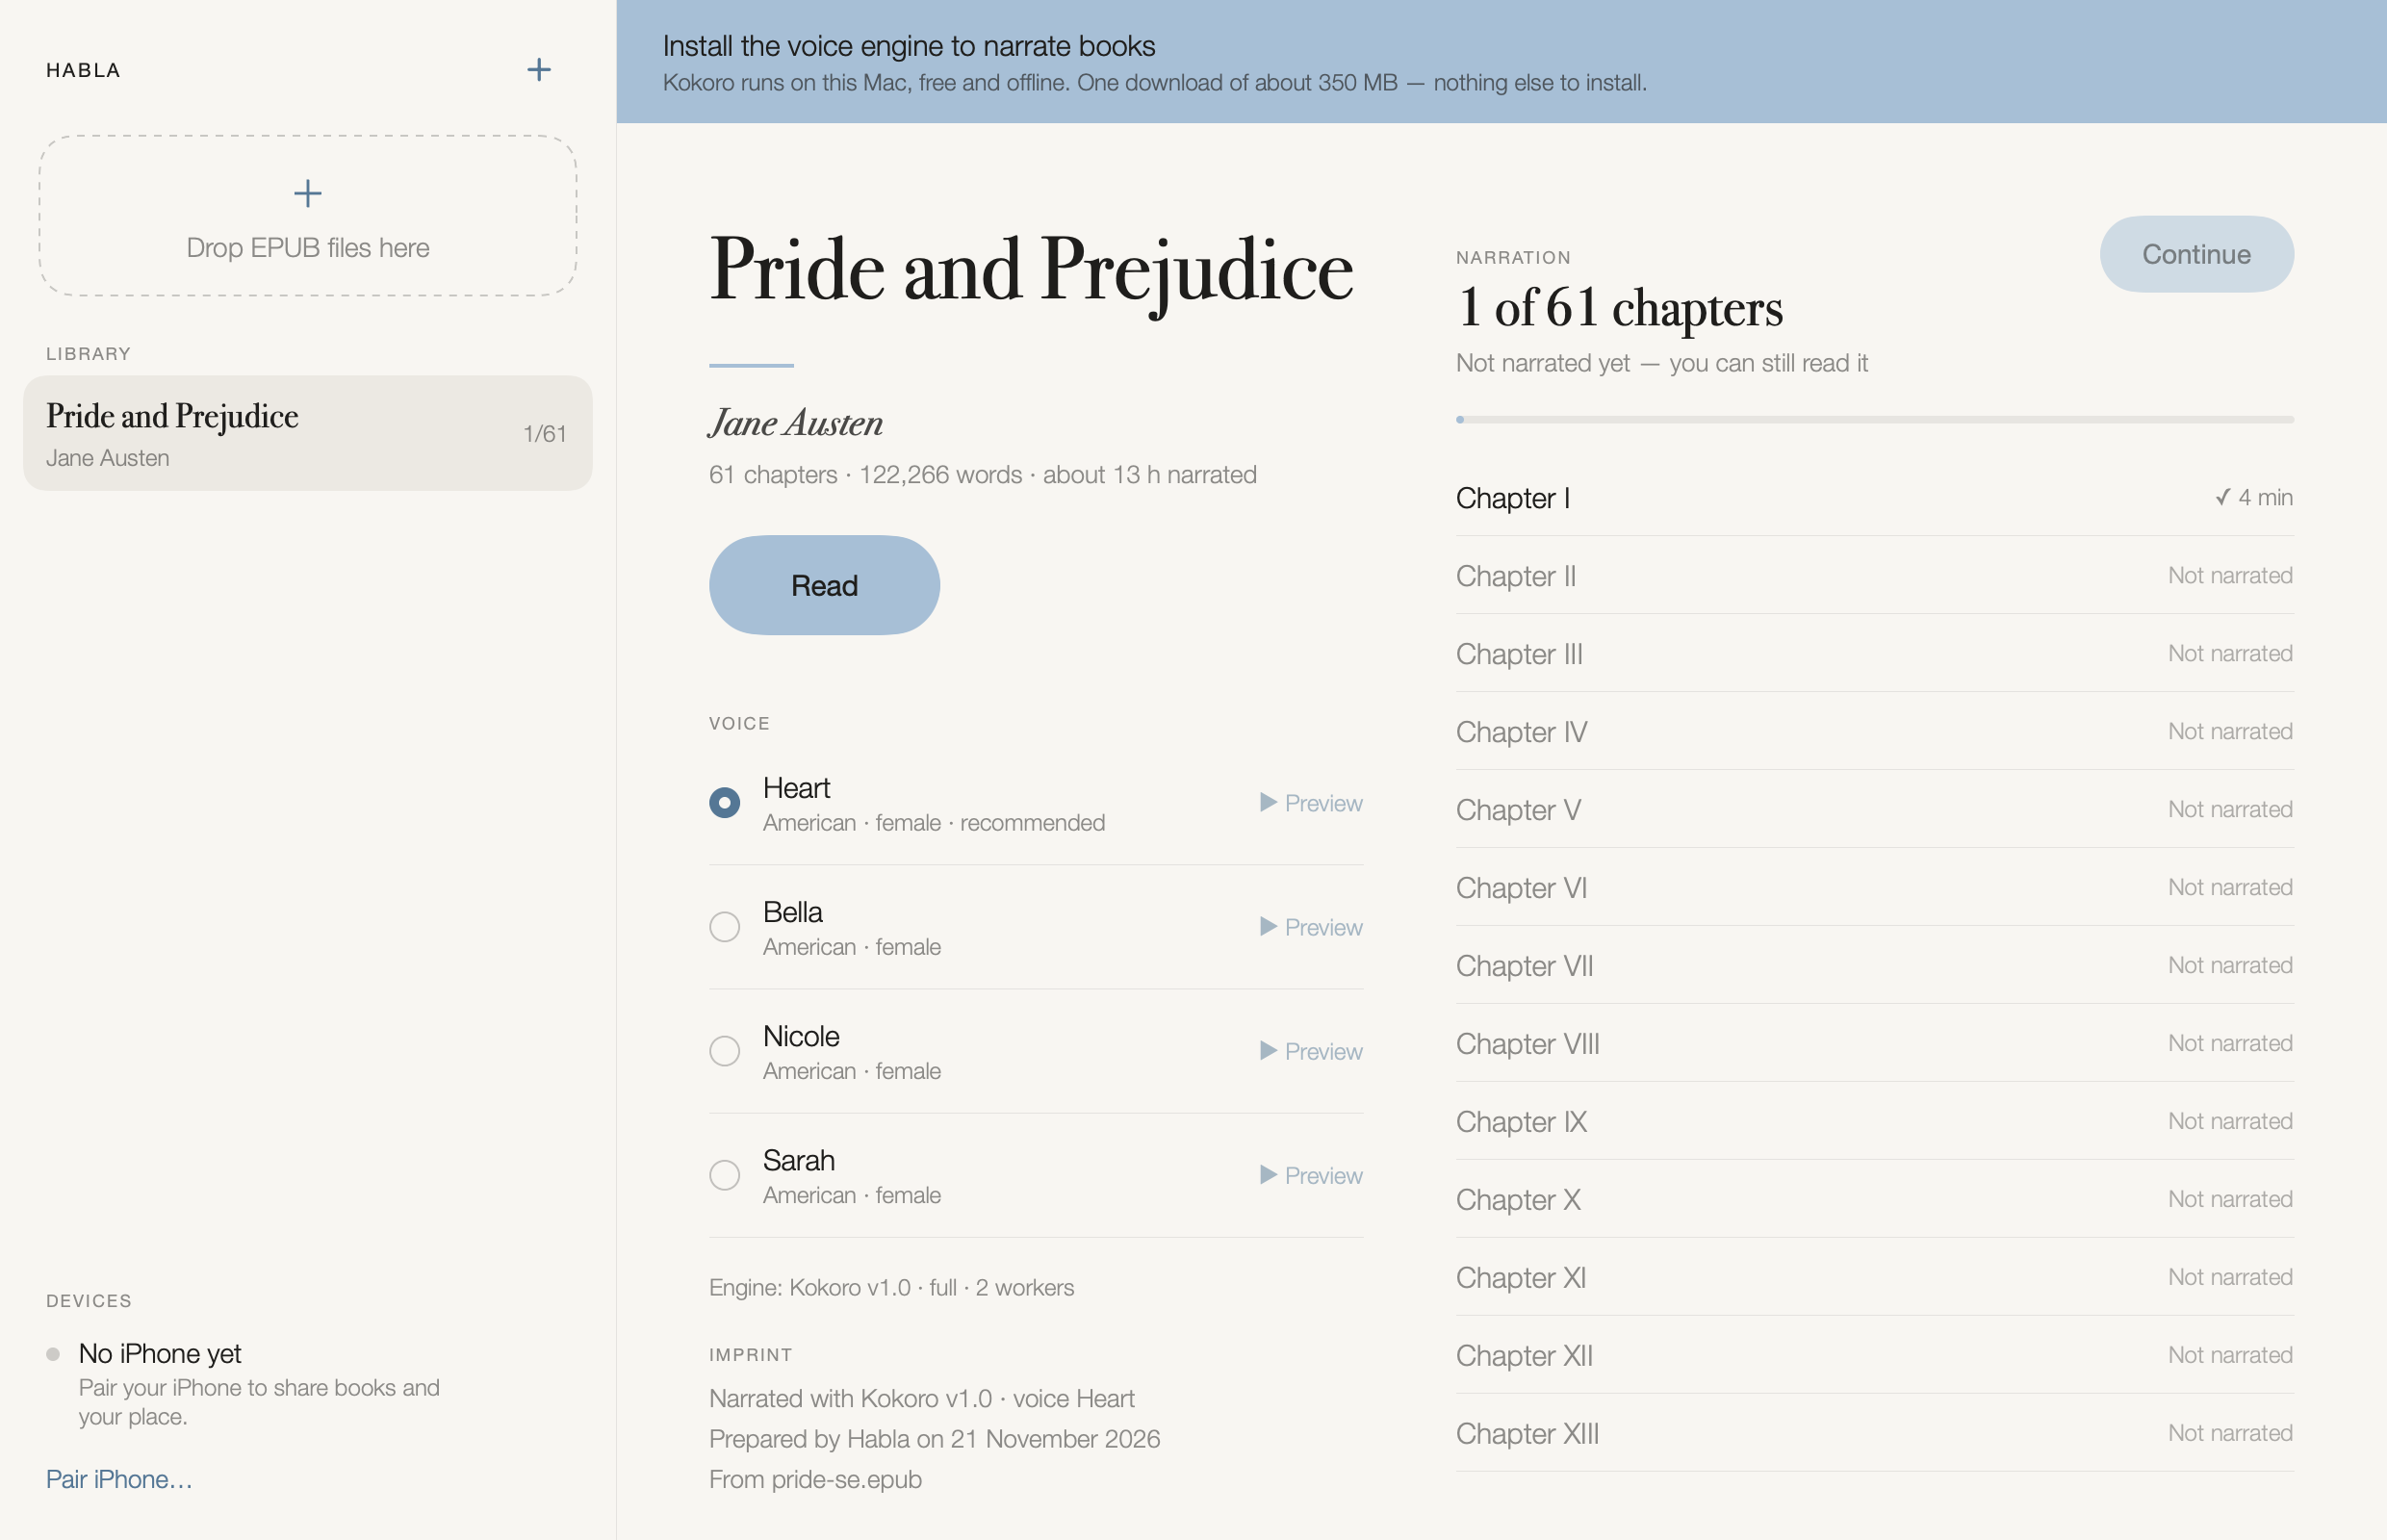 HABLA
Drop EPUB files here
LIBRARY
Pride and Prejudice
1/61
Jane Austen
DEVICES
No iPhone yet
Pair your iPhone to share books and
your place.
Pair iPhone…
Install the voice engine to narrate books
Kokoro runs on this Mac, free and offline. One download of about 350 MB — nothing else to install.
Pride and Prejudice
Jane Austen
61 chapters · 122,266 words · about 13 h narrated
Read
VOICE
Heart
American · female · recommended
▶ Preview
Bella
American · female
▶ Preview
Nicole
American · female
▶ Preview
Sarah
American · female
▶ Preview
Engine: Kokoro v1.0 · full · 2 workers
IMPRINT
Narrated with Kokoro v1.0 · voice Heart
Prepared by Habla on 21 November 2026
From pride-se.epub
NARRATION
1 of 61 chapters
Not narrated yet — you can still read it
Continue
Chapter I ✓ 4 min
Chapter II Not narrated
Chapter III Not narrated
Chapter IV Not narrated
Chapter V Not narrated
Chapter VI Not narrated
Chapter VII Not narrated
Chapter VIII Not narrated
Chapter IX Not narrated
Chapter X Not narrated
Chapter XI Not narrated
Chapter XII Not narrated
Chapter XIII Not narrated